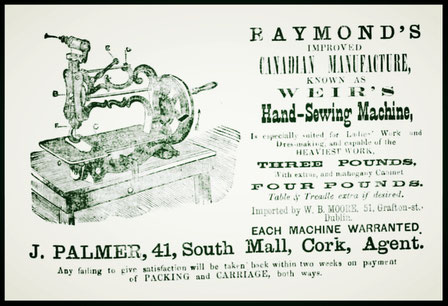 RAYMOND'S
IMPROVED
CANADIAN MANUFACTURE,
KNOWN AS
WEIR'S
Hand-Sewing Machine,
Is especially suited for Ladies' Work and
Dress-making, and capable of the
HEAVIEST WORK.
THREE POUNDS,
With extras, and mahogany Cabinet
FOUR POUNDS.
Table & Treadle extra if desired.
Imported by W. B. MOORE, 51, Grafton-st.-
Dublin.
EACH MACHINE WARRANTED.
J. PALMER, 41, South Mall, Cork, Agent.
Any failing to give satisfaction will be taken back within two weeks on payment
of PACKING and CARRIAGE, both ways.